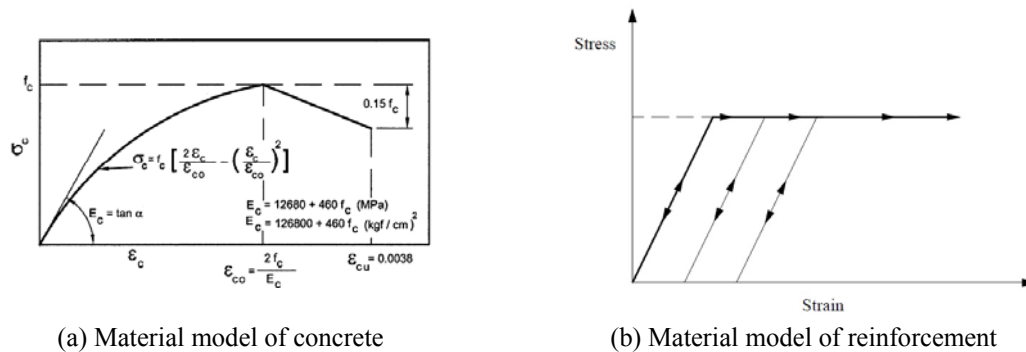 f_c
0.15 f_c
σ_c
σ_c = f_c [ 2ε_c/ε_co - (ε_c/ε_co)^2 ]
E_c = 12680 + 460 f_c (MPa)
E_c = 126800 + 460 f_c (kgf / cm)^2
E_c = tan α
ε_c
ε_co = 2 f_c / E_c
ε_cu = 0.0038
(a) Material model of concrete
Stress
Strain
(b) Material model of reinforcement